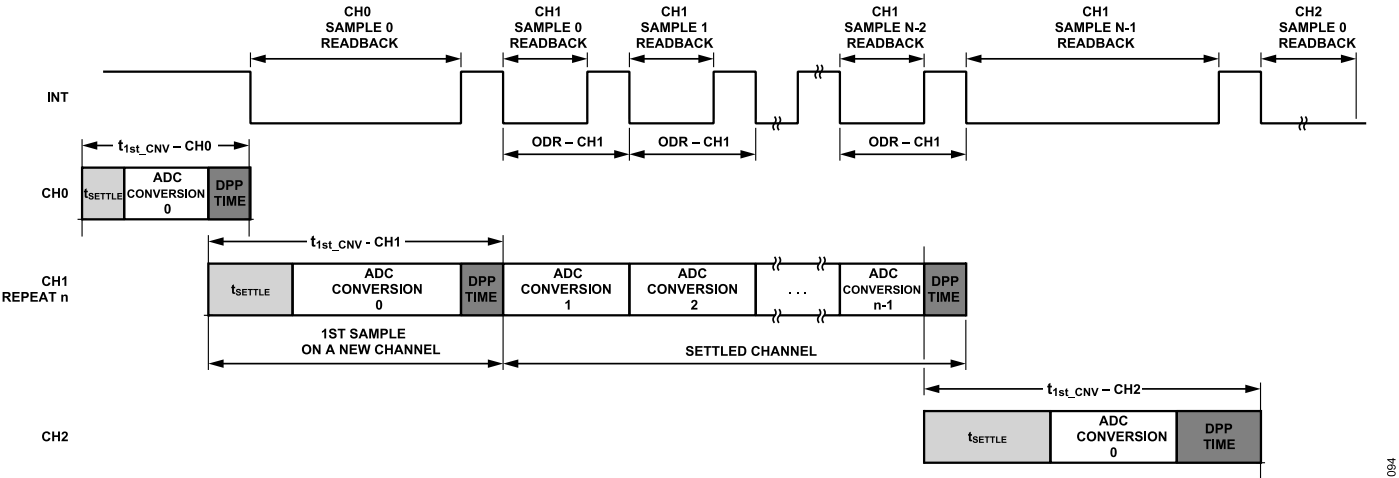 CH0
SAMPLE 0
READBACK
CH1
SAMPLE 0
READBACK
CH1
SAMPLE 1
READBACK
CH1
SAMPLE N-2
READBACK
CH1
SAMPLE N-1
READBACK
CH2
SAMPLE 0
READBACK
INT
ODR – CH1
ODR – CH1
ODR – CH1
t1st_CNV – CH0
CH0
tSETTLE
ADC
CONVERSION
0
DPP
TIME
t1st_CNV - CH1
CH1
REPEAT n
tSETTLE
ADC
CONVERSION
0
DPP
TIME
ADC
CONVERSION
1
ADC
CONVERSION
2
. . .
ADC
CONVERSION
n-1
DPP
TIME
1ST SAMPLE
ON A NEW CHANNEL
SETTLED CHANNEL
t1st_CNV – CH2
CH2
tSETTLE
ADC
CONVERSION
0
DPP
TIME
094